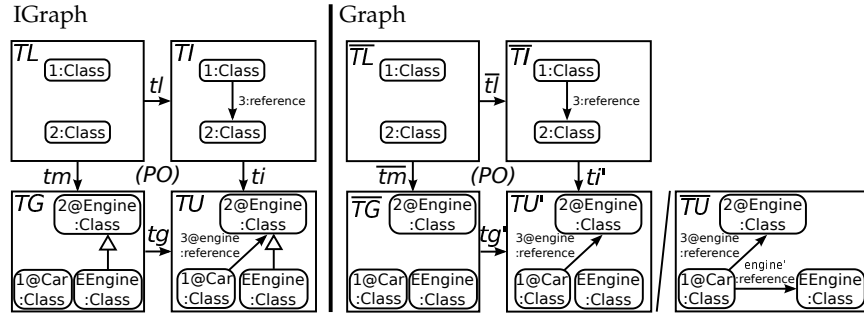 IGraph
Graph
TL
1:Class
2:Class
tl
TI
1:Class
3:reference
2:Class
tm
(PO)
ti
TG
2@Engine
:Class
1@Car
:Class
EEngine
:Class
tg
TU
2@Engine
:Class
3@engine
:reference
1@Car
:Class
EEngine
:Class
TL
1:Class
2:Class
tl
TI
1:Class
3:reference
2:Class
tm
(PO)
ti'
TG
2@Engine
:Class
1@Car
:Class
EEngine
:Class
tg'
TU'
2@Engine
:Class
3@engine
:reference
1@Car
:Class
EEngine
:Class
/
TU
2@Engine
:Class
3@engine
:reference
engine'
:reference
1@Car
:Class
EEngine
:Class